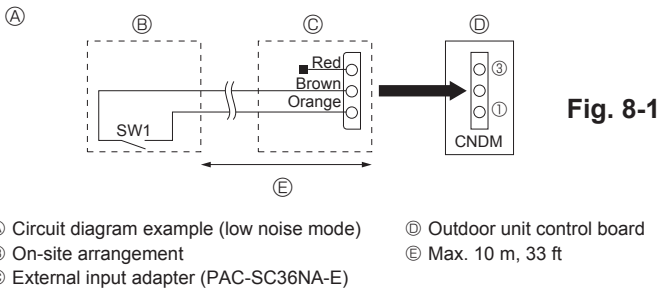 Ⓐ
Ⓑ
Ⓒ
Ⓓ
Red
Brown
Orange
③
①
SW1
CNDM
Fig. 8-1
Ⓔ
Circuit diagram example (low noise mode)
On-site arrangement
External input adapter (PAC-SC36NA-E)
Ⓓ Outdoor unit control board
Ⓔ Max. 10 m, 33 ft